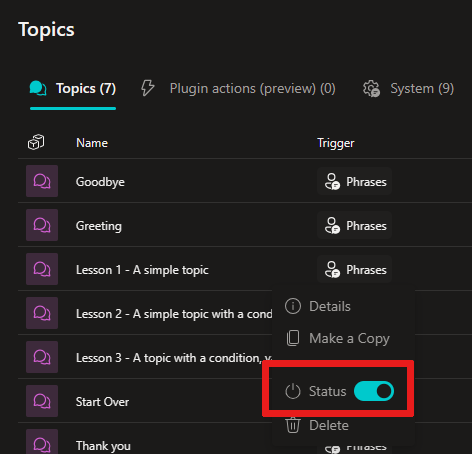 Topics
Topics (7) Plugin actions (preview) (0) System (9)
Name Trigger
Goodbye Phrases
Greeting Phrases
Lesson 1 - A simple topic Phrases
Lesson 2 - A simple topic with a cond
Details
Make a Copy
Lesson 3 - A topic with a condition, v
Status
Start Over
Delete
Thank you Phrases